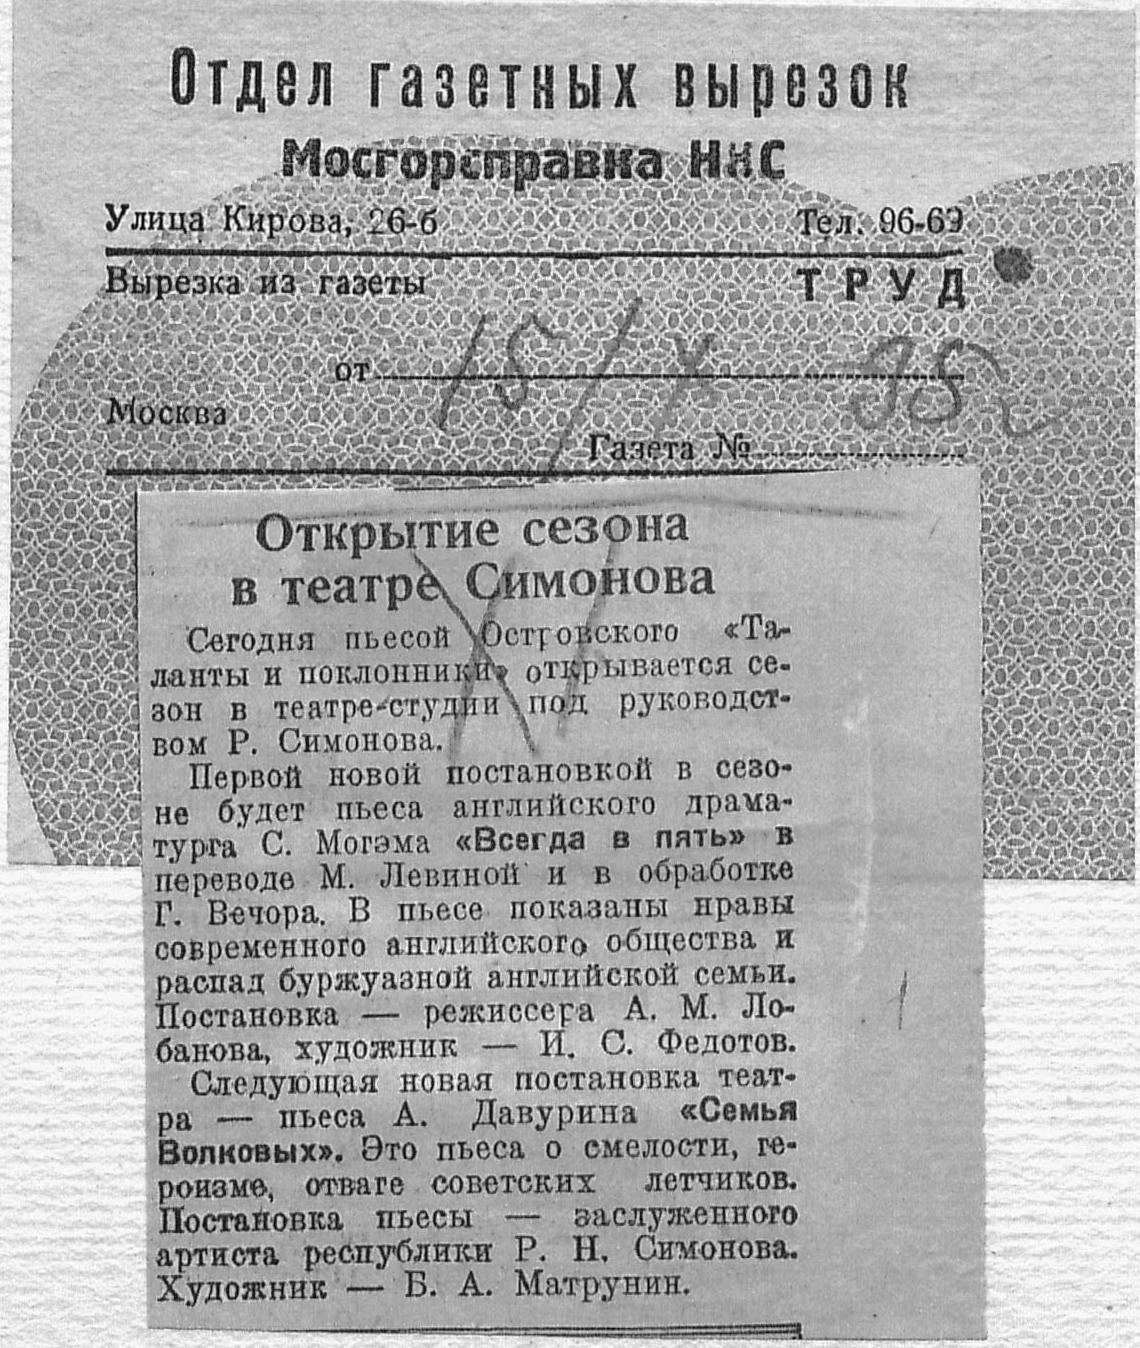 Отдел газетных вырезок
Мосгорсправка НКС
Улица Кирова, 26-б Тел. 96-69
Вырезка из газеты ТРУД
от 15/X 35
Москва
Газета №
Открытие сезона
в театре Симонова
Сегодня пьесой Островского «Та-
ланты и поклонники» открывается се-
зон в театре-студии под руководст-
вом Р. Симонова.
Первой новой постановкой в сезо-
не будет пьеса английского драма-
турга С. Могэма «Всегда в пять» в
переводе М. Левиной и в обработке
Г. Вечора. В пьесе показаны нравы
современного английского общества и
распад буржуазной английской семьи.
Постановка — режиссера А. М. Ло-
банова, художник — И. С. Федотов.
Следующая новая постановка теат-
ра — пьеса А. Давурина «Семья
Волковых». Это пьеса о смелости, ге-
роизме, отваге советских летчиков.
Постановка пьесы — заслуженного
артиста республики Р. Н. Симонова.
Художник — Б. А. Матрунин.